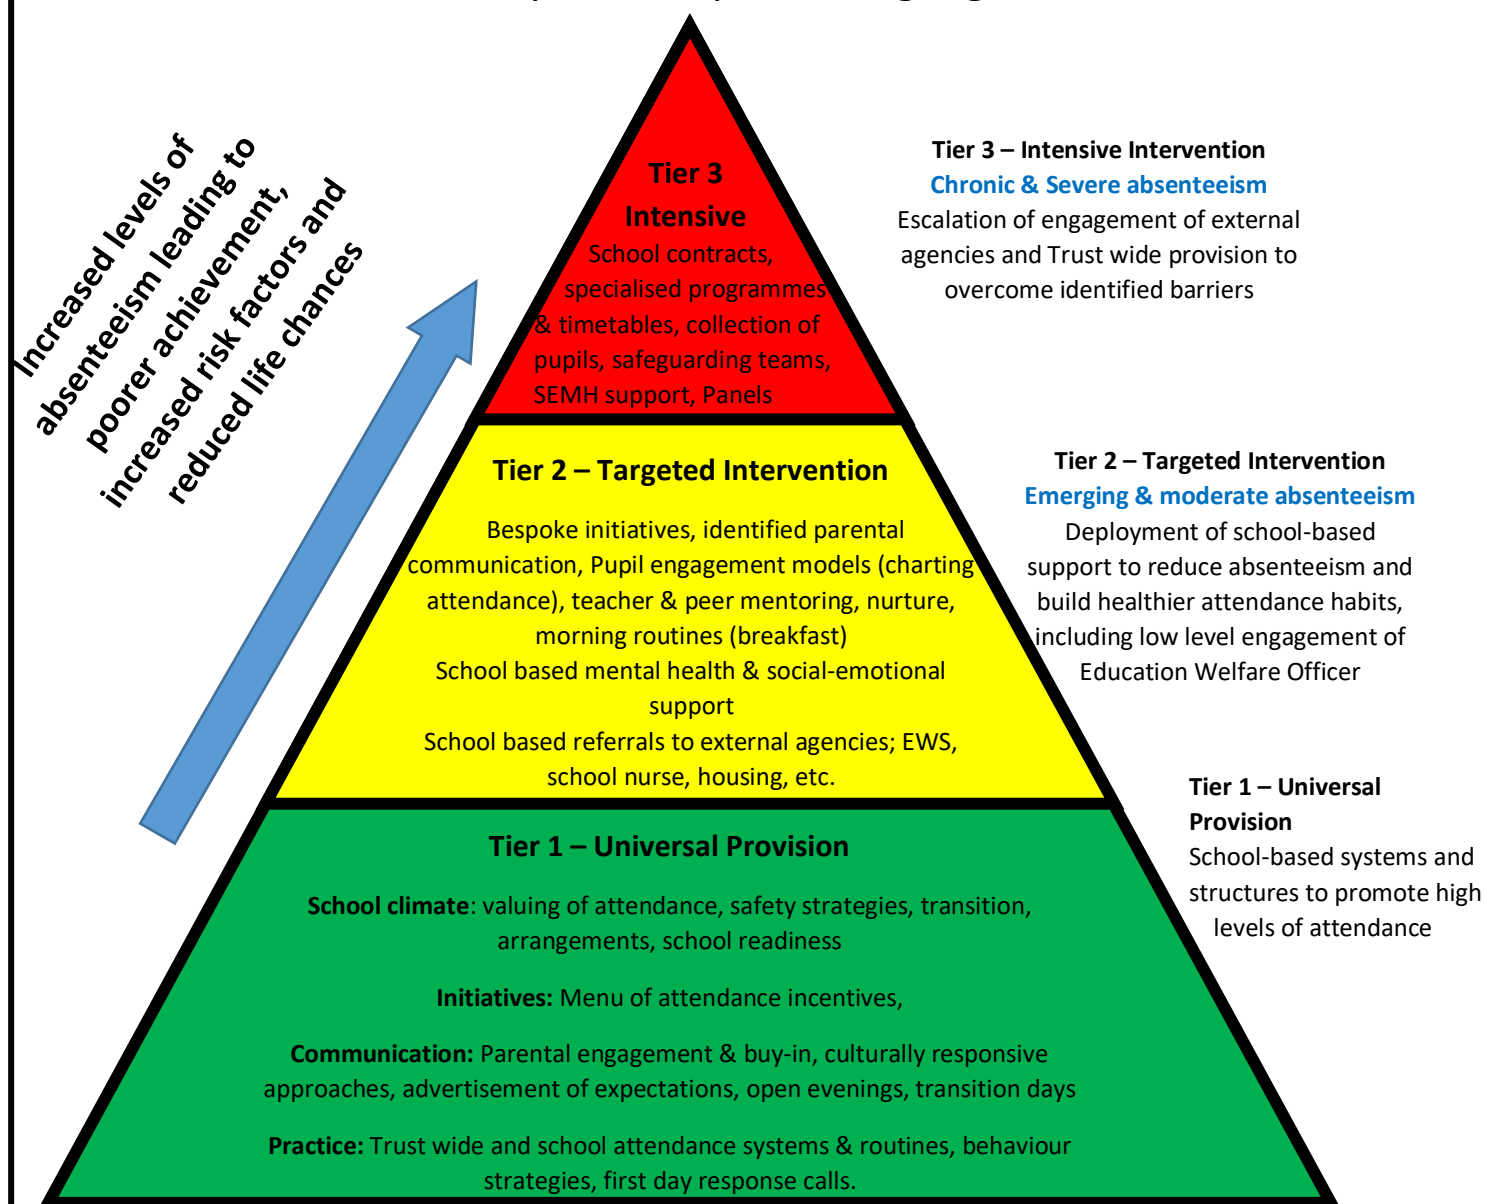 Increased levels of
absenteeism leading to
poorer achievement,
increased risk factors and
reduced life chances
Tier 3
Intensive
School contracts,
specialised programmes
& timetables, collection of
pupils, safeguarding teams,
SEMH support, Panels
Tier 3 – Intensive Intervention
Chronic & Severe absenteeism
Escalation of engagement of external
agencies and Trust wide provision to
overcome identified barriers
Tier 2 – Targeted Intervention
Bespoke initiatives, identified parental
communication, Pupil engagement models (charting
attendance), teacher & peer mentoring, nurture,
morning routines (breakfast)
School based mental health & social-emotional
support
School based referrals to external agencies; EWS,
school nurse, housing, etc.
Tier 2 – Targeted Intervention
Emerging & moderate absenteeism
Deployment of school-based
support to reduce absenteeism and
build healthier attendance habits,
including low level engagement of
Education Welfare Officer
Tier 1 – Universal Provision
School climate: valuing of attendance, safety strategies, transition,
arrangements, school readiness
Initiatives: Menu of attendance incentives,
Communication: Parental engagement & buy-in, culturally responsive
approaches, advertisement of expectations, open evenings, transition days
Practice: Trust wide and school attendance systems & routines, behaviour
strategies, first day response calls.
Tier 1 – Universal
Provision
School-based systems and
structures to promote high
levels of attendance